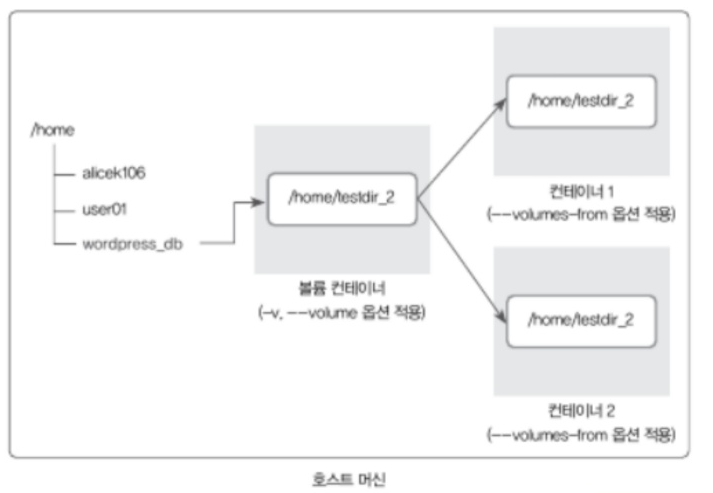 /home
alicek106
user01
wordpress_db
/home/testdir_2
볼륨 컨테이너
(-v, --volume 옵션 적용)
/home/testdir_2
컨테이너 1
(--volumes-from 옵션 적용)
/home/testdir_2
컨테이너 2
(--volumes-from 옵션 적용)
호스트 머신